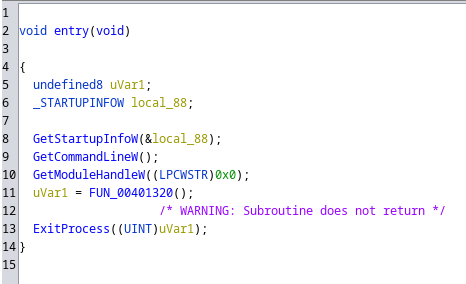 1
2 void entry(void)
3
4 {
5   undefined8 uVar1;
6   _STARTUPINFOW local_88;
7
8   GetStartupInfoW(&local_88);
9   GetCommandLineW();
10   GetModuleHandleW((LPCWSTR)0x0);
11   uVar1 = FUN_00401320();
12                     /* WARNING: Subroutine does not return */
13   ExitProcess((UINT)uVar1);
14 }
15